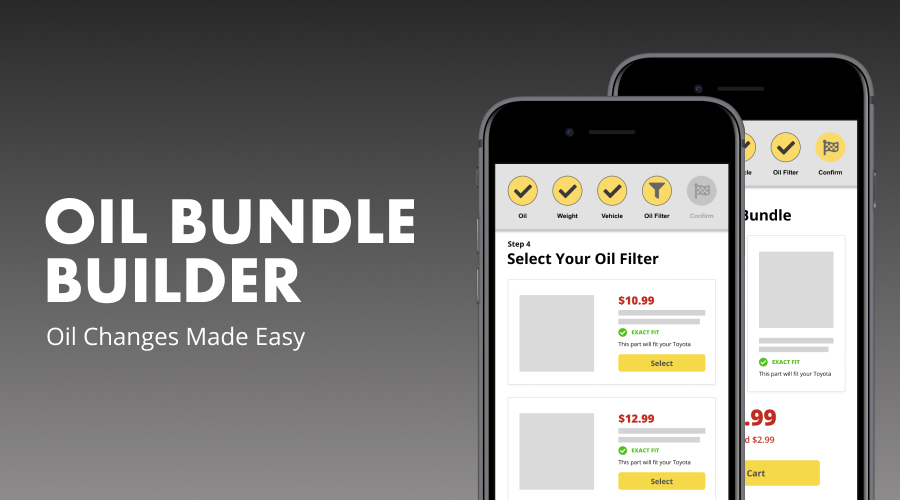 OIL BUNDLE
BUILDER
Oil Changes Made Easy
Oil
Weight
Vehicle
Oil Filter
Confirm
Step 4
Select Your Oil Filter
$10.99
EXACT FIT
This part will fit your Toyota
Select
$12.99
EXACT FIT
This part will fit your Toyota
Select
Oil Filter
Confirm
Bundle
EXACT FIT
This part will fit your Toyota
.99
$2.99
Cart